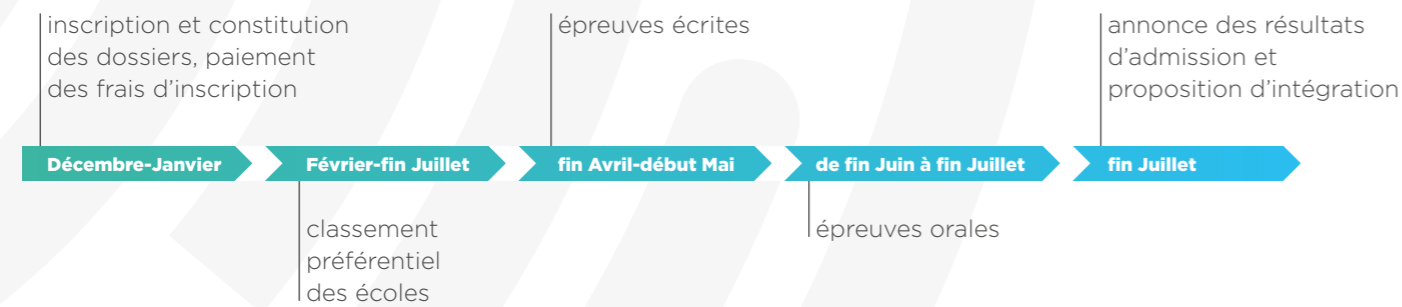 inscription et constitution
des dossiers, paiement
des frais d'inscription
épreuves écrites
annonce des résultats
d'admission et
proposition d'intégration
Décembre-Janvier
Février-fin Juillet
fin Avril-début Mai
de fin Juin à fin Juillet
fin Juillet
classement
préférentiel
des écoles
épreuves orales